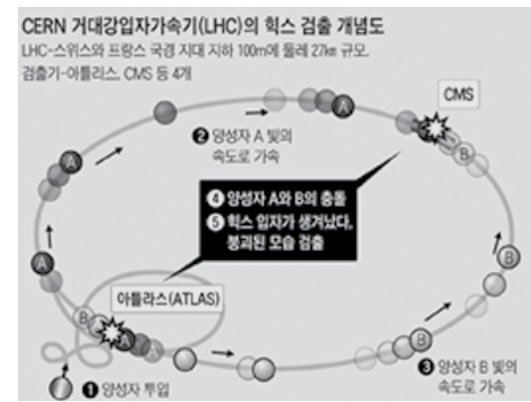 CERN 거대강입자가속기(LHC)의 힉스 검출 개념도
LHC-스위스와 프랑스 국경 지대 지하 100m에 둘레 27㎞ 규모.
검출기-아틀라스, CMS 등 4개
A
CMS
❷ 양성자 A 빛의
속도로 가속
B
A
④ 양성자 A와 B의 충돌
⑤ 힉스 입자가 생겨났다,
붕괴된 모습 검출
A
B
아틀라스(ATLAS)
B
A
A
B
❸ 양성자 B 빛의
속도로 가속
❶ 양성자 투입